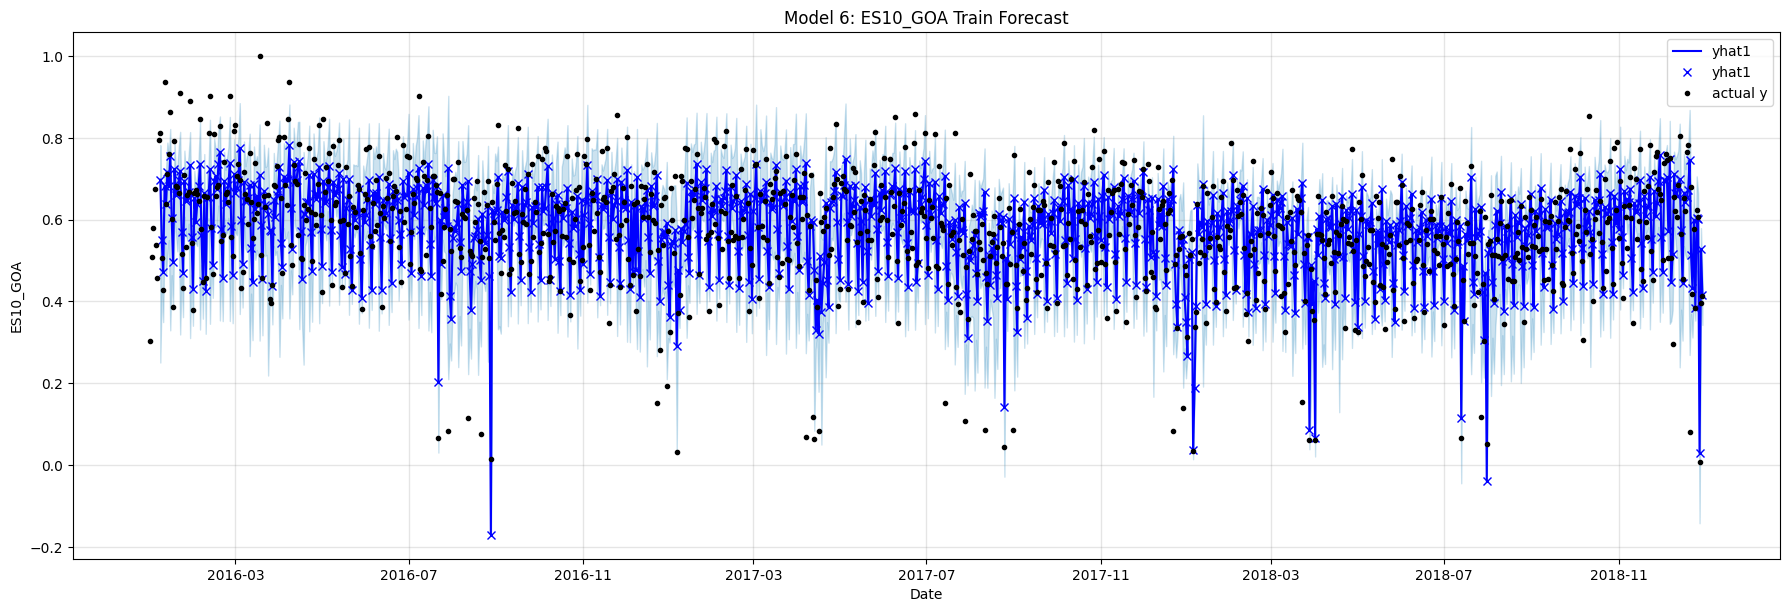 Model 6: ES10_GOA Train Forecast
yhat1
yhat1
actual y
ES10_GOA
1.0
0.8
0.6
0.4
0.2
0.0
−0.2
2016-03
2016-07
2016-11
2017-03
2017-07
2017-11
2018-03
2018-07
2018-11
Date